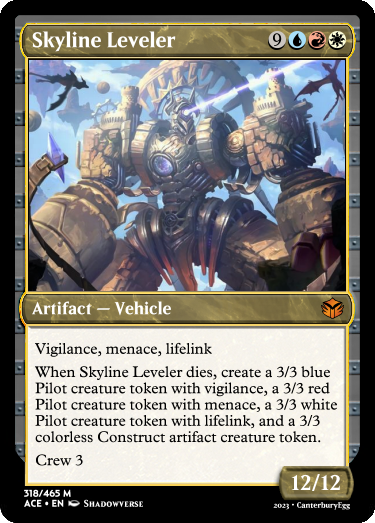 Skyline Leveler 9
Artifact — Vehicle
Vigilance, menace, lifelink
When Skyline Leveler dies, create a 3/3 blue
Pilot creature token with vigilance, a 3/3 red
Pilot creature token with menace, a 3/3 white
Pilot creature token with lifelink, and a 3/3
colorless Construct artifact creature token.
Crew 3
12/12
318/465 M
ACE • EN Shadowverse
2023 • CanterburyEgg